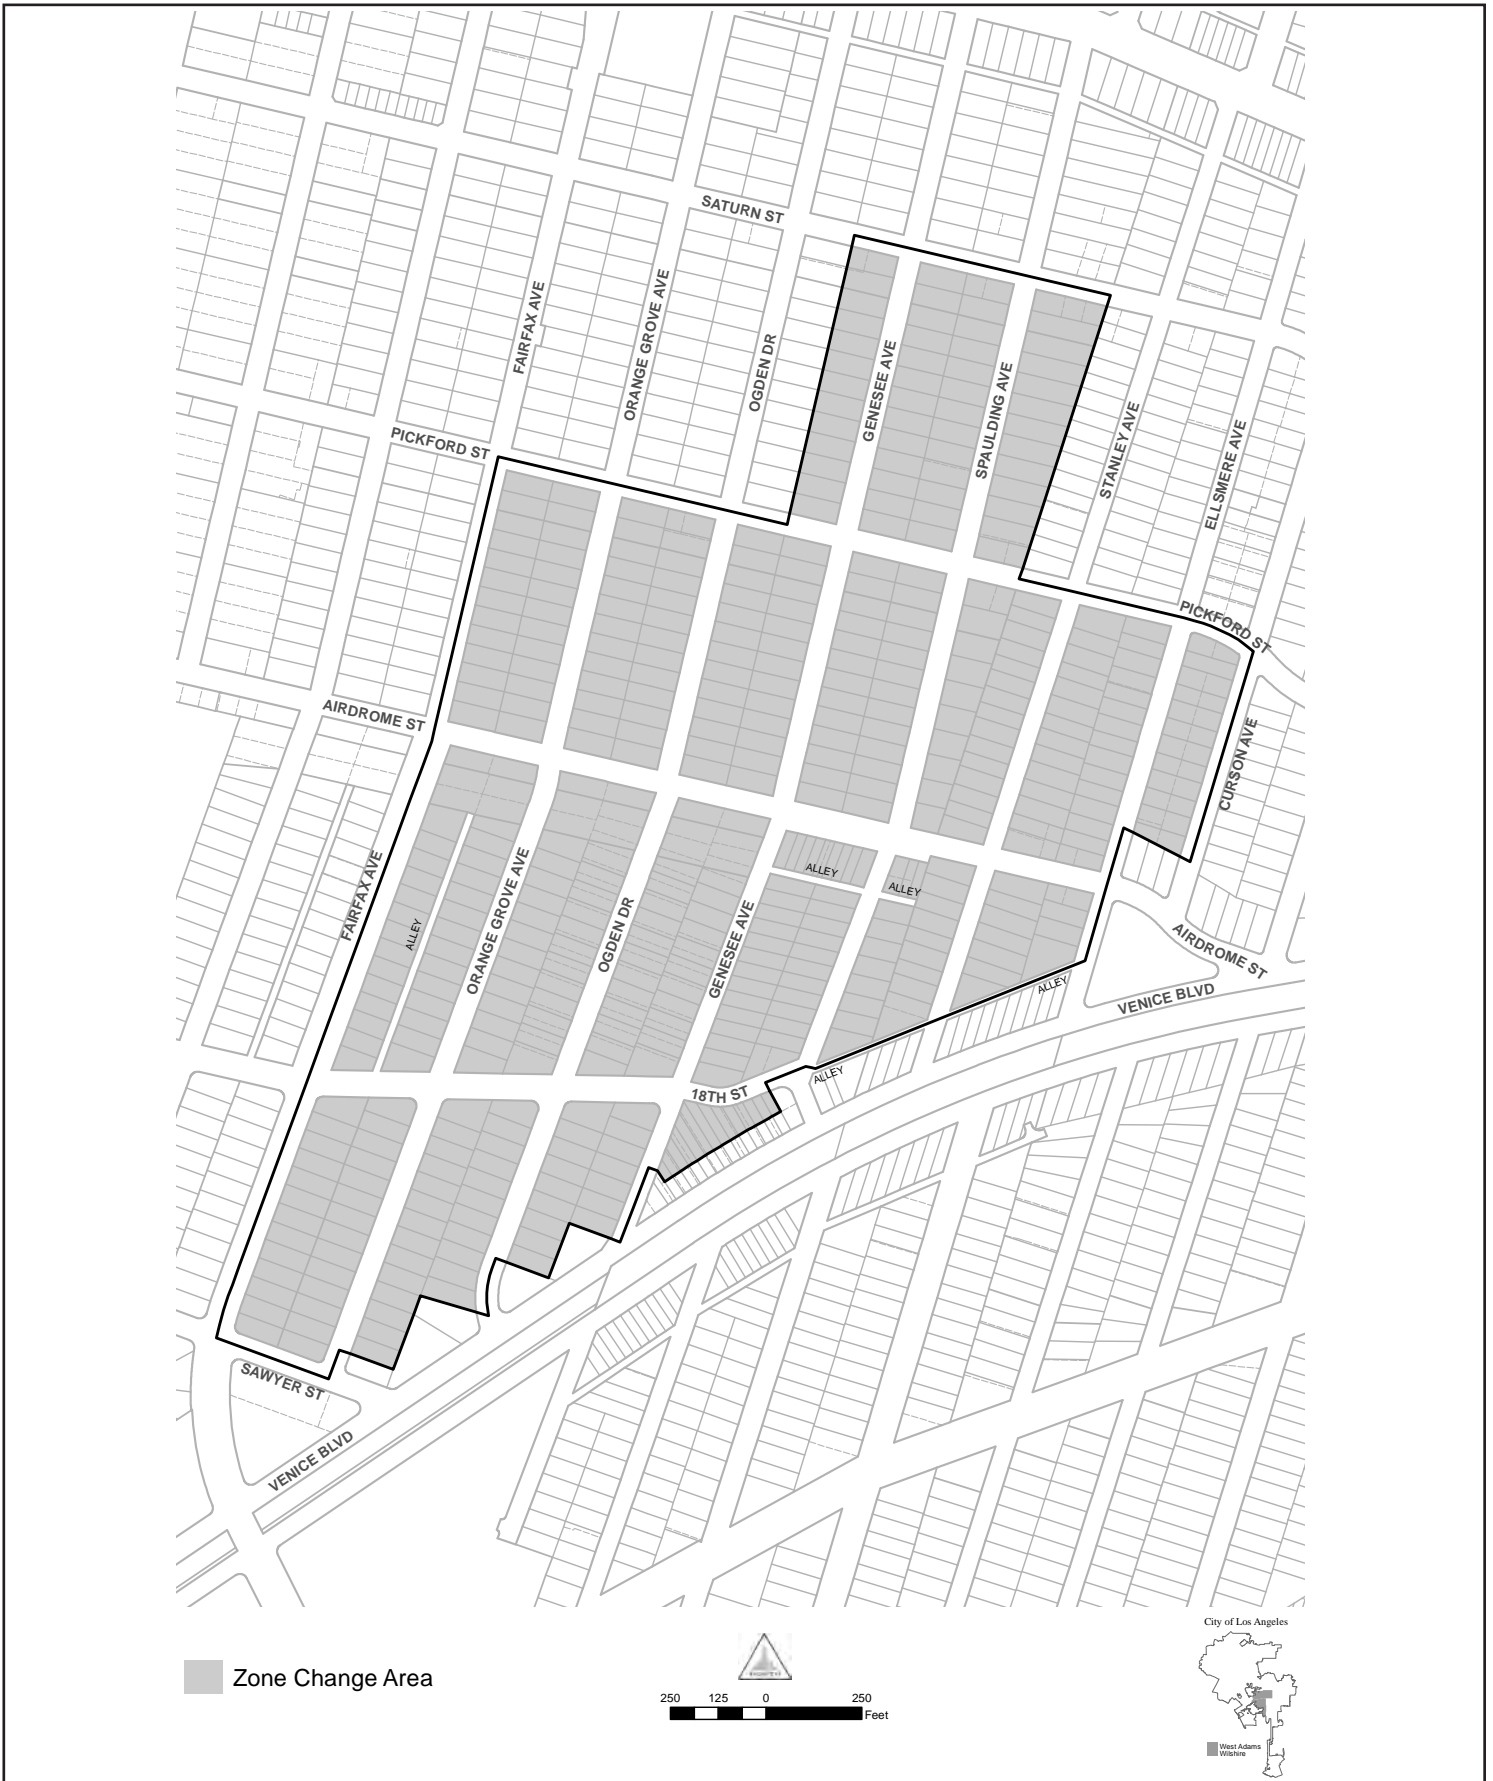 SATURN ST
FAIRFAX AVE
ORANGE GROVE AVE
OGDEN DR
GENESEE AVE
SPAULDING AVE
STANLEY AVE
ELLSMERE AVE
PICKFORD ST
PICKFORD ST
AIRDROME ST
CURSON AVE
FAIRFAX AVE
ALLEY
ORANGE GROVE AVE
OGDEN DR
GENESEE AVE
ALLEY
ALLEY
AIRDROME ST
ALLEY
VENICE BLVD
ALLEY
18TH ST
SAWYER ST
VENICE BLVD
City of Los Angeles
Zone Change Area
250 125 0 250
Feet
West Adams
Wilshire